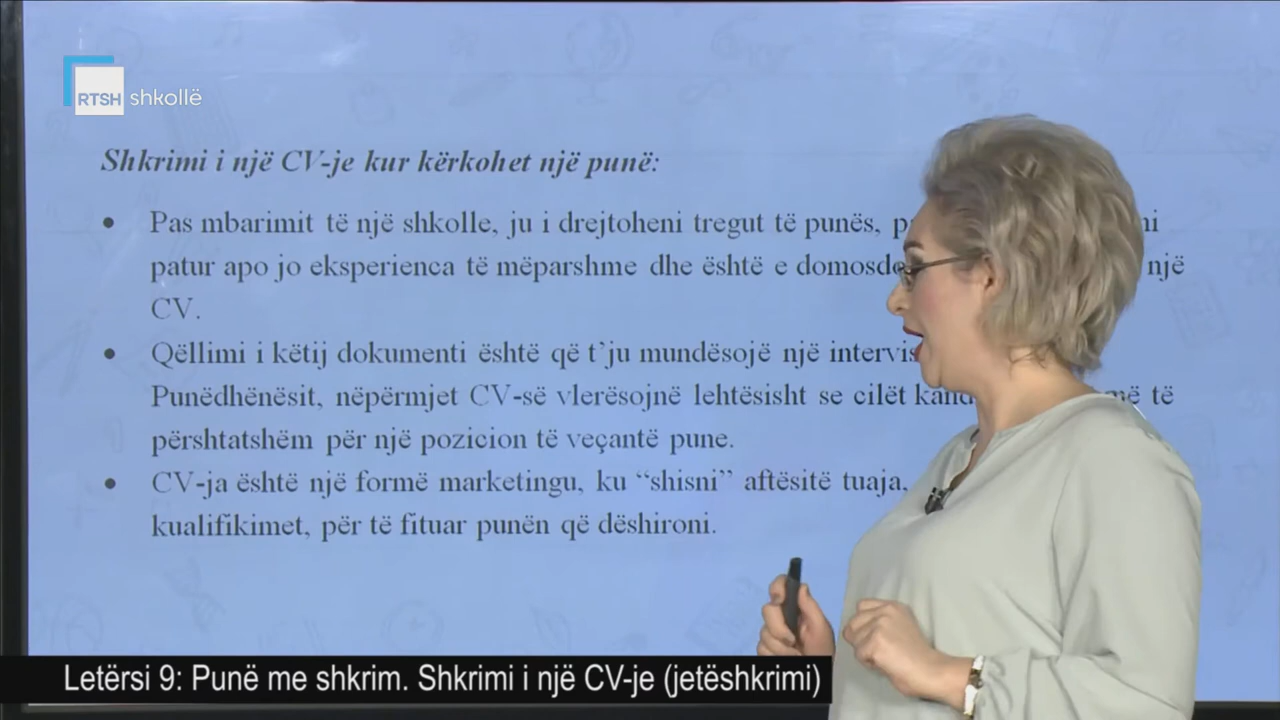 RTSH shkollë
Shkrimi i një CV-je kur kërkohet një punë:
• Pas mbarimit të një shkolle, ju i drejtoheni tregut të punës,
patur apo jo eksperienca të mëparshme dhe është e një
CV.
• Qëllimi i këtij dokumenti është që t'ju mundësojë një
Punëdhënësit, nëpërmjet CV-së vlerësojnë lehtësisht se cilët të
përshtatshëm për një pozicion të veçantë pune.
• CV-ja është një formë marketingu, ku “shisni” aftësitë tuaja,
kualifikimet, për të fituar punën që dëshironi.
Letërsi 9: Punë me shkrim. Shkrimi i një CV-je (jetëshkrimi)